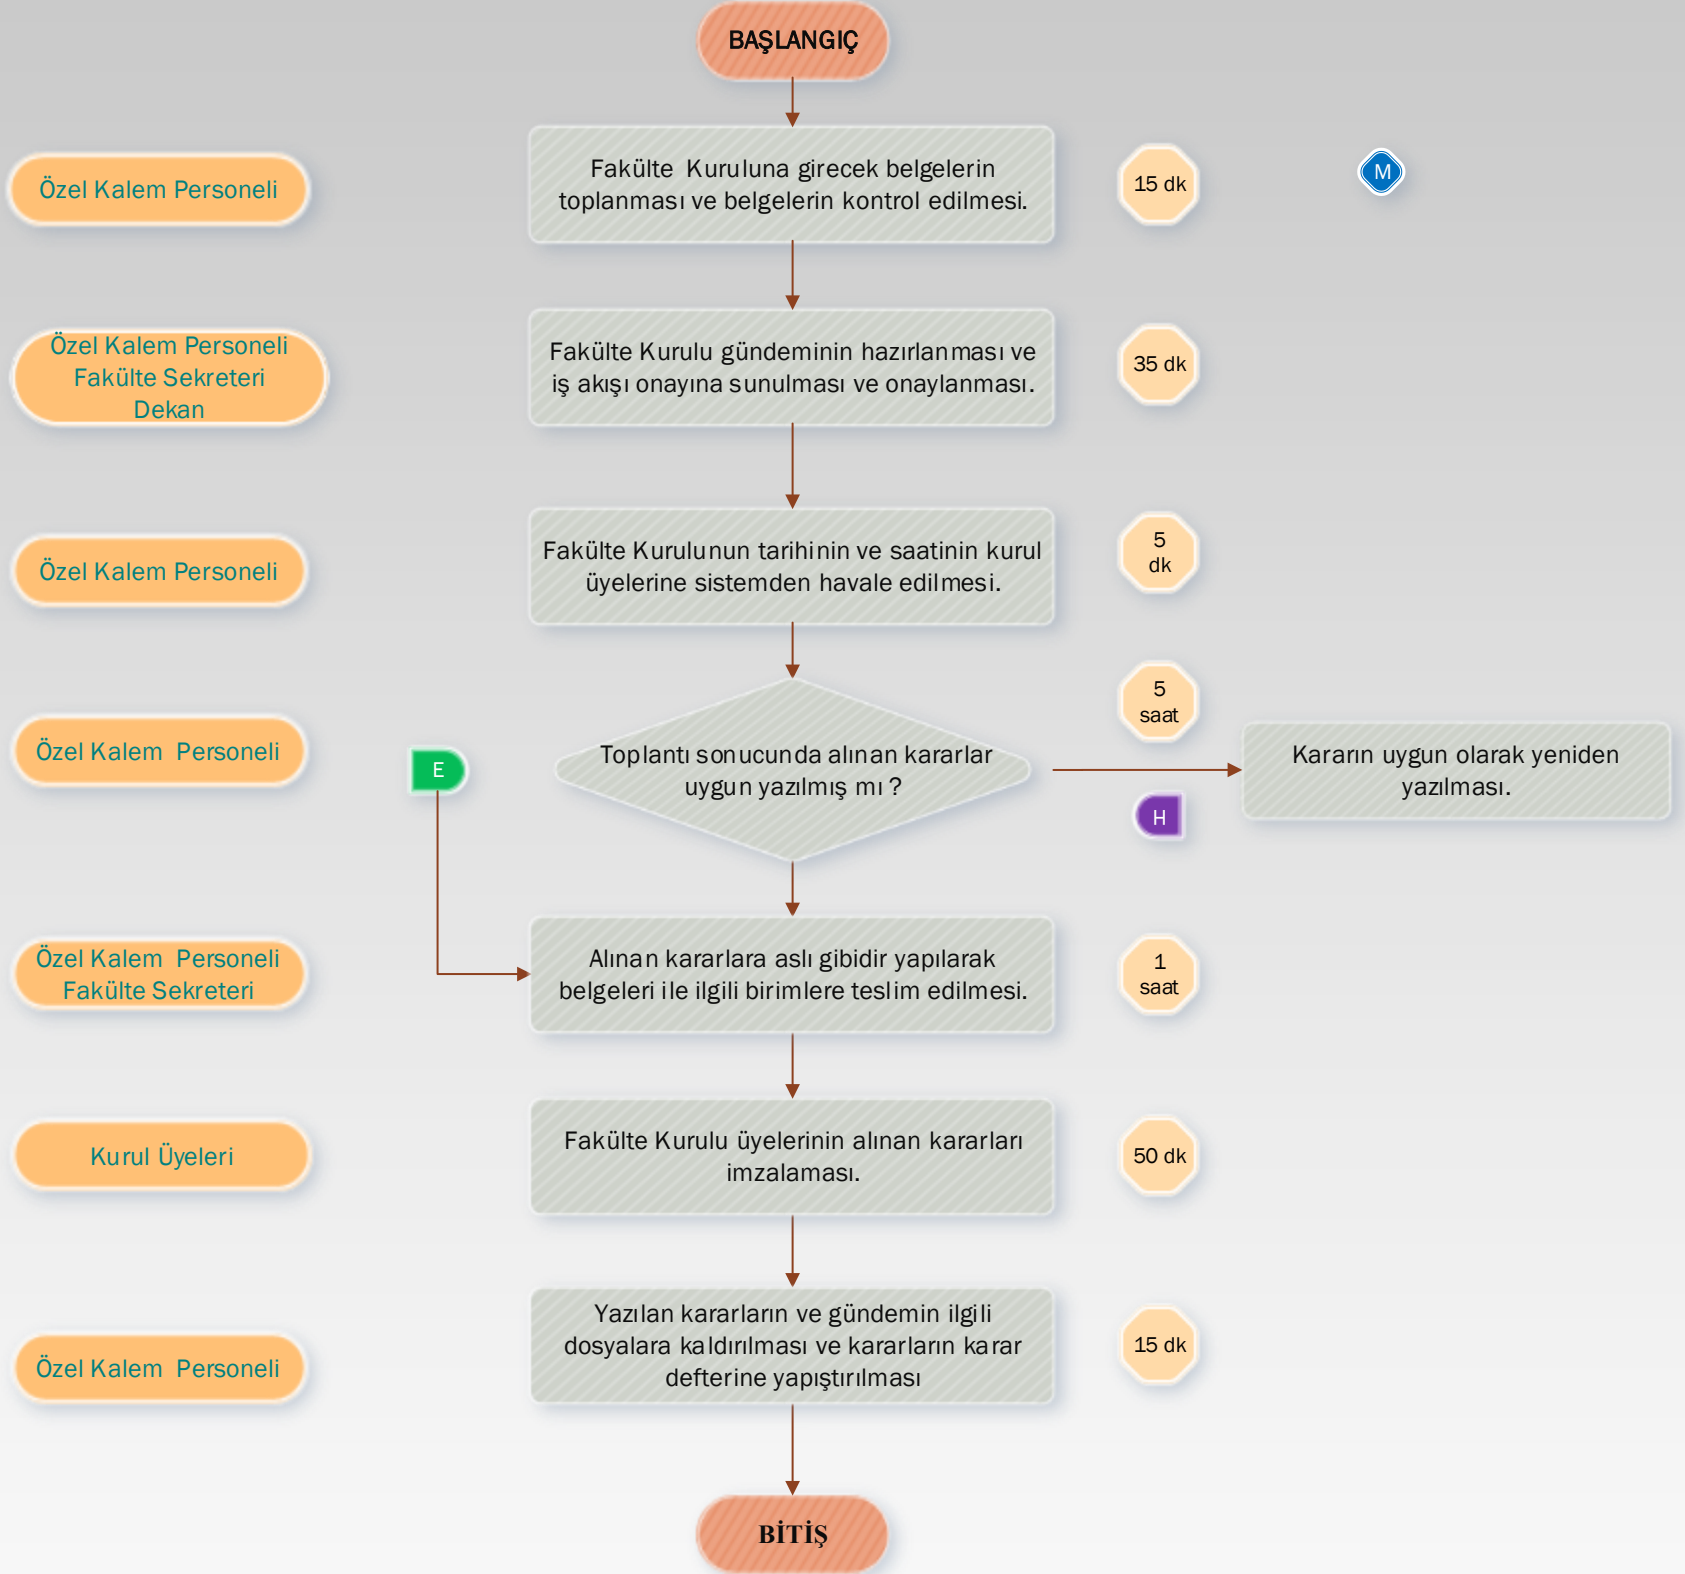 BAŞLANGIÇ
Özel Kalem Personeli
Fakülte Kuruluna girecek belgelerin
toplanması ve belgelerin kontrol edilmesi.
15 dk
M
Özel Kalem Personeli
Fakülte Sekreteri
Dekan
Fakülte Kurulu gündeminin hazırlanması ve
iş akışı onayına sunulması ve onaylanması.
35 dk
Özel Kalem Personeli
Fakülte Kurulunun tarihinin ve saatinin kurul
üyelerine sistemden havale edilmesi.
5
dk
Özel Kalem Personeli
E
Toplantı sonucunda alınan kararlar
uygun yazılmış mı ?
5
saat
H
Kararın uygun olarak yeniden
yazılması.
Özel Kalem Personeli
Fakülte Sekreteri
Alınan kararlara aslı gibidir yapılarak
belgeleri ile ilgili birimlere teslim edilmesi.
1
saat
Kurul Üyeleri
Fakülte Kurulu üyelerinin alınan kararları
imzalaması.
50 dk
Özel Kalem Personeli
Yazılan kararların ve gündemin ilgili
dosyalara kaldırılması ve kararların karar
defterine yapıştırılması
15 dk
BİTİŞ